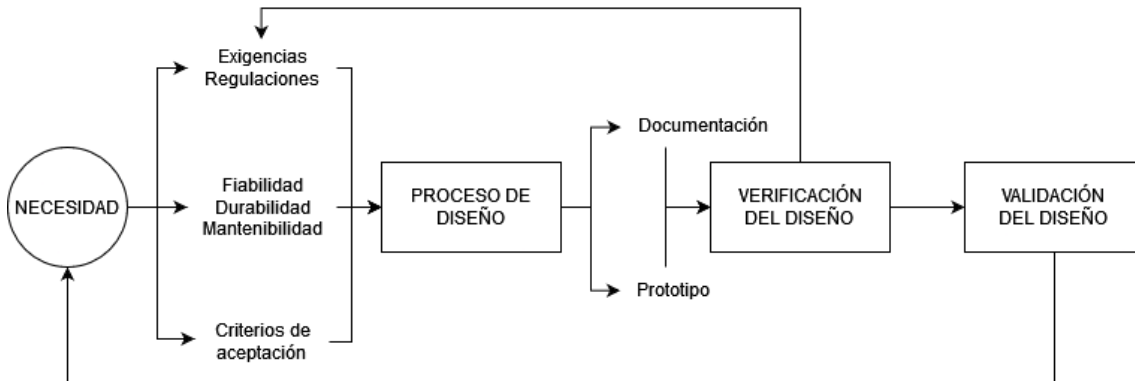 NECESIDAD
Exigencias
Regulaciones
Fiabilidad
Durabilidad
Mantenibilidad
Criterios de
aceptación
PROCESO DE
DISEÑO
Documentación
Prototipo
VERIFICACIÓN
DEL DISEÑO
VALIDACIÓN
DEL DISEÑO